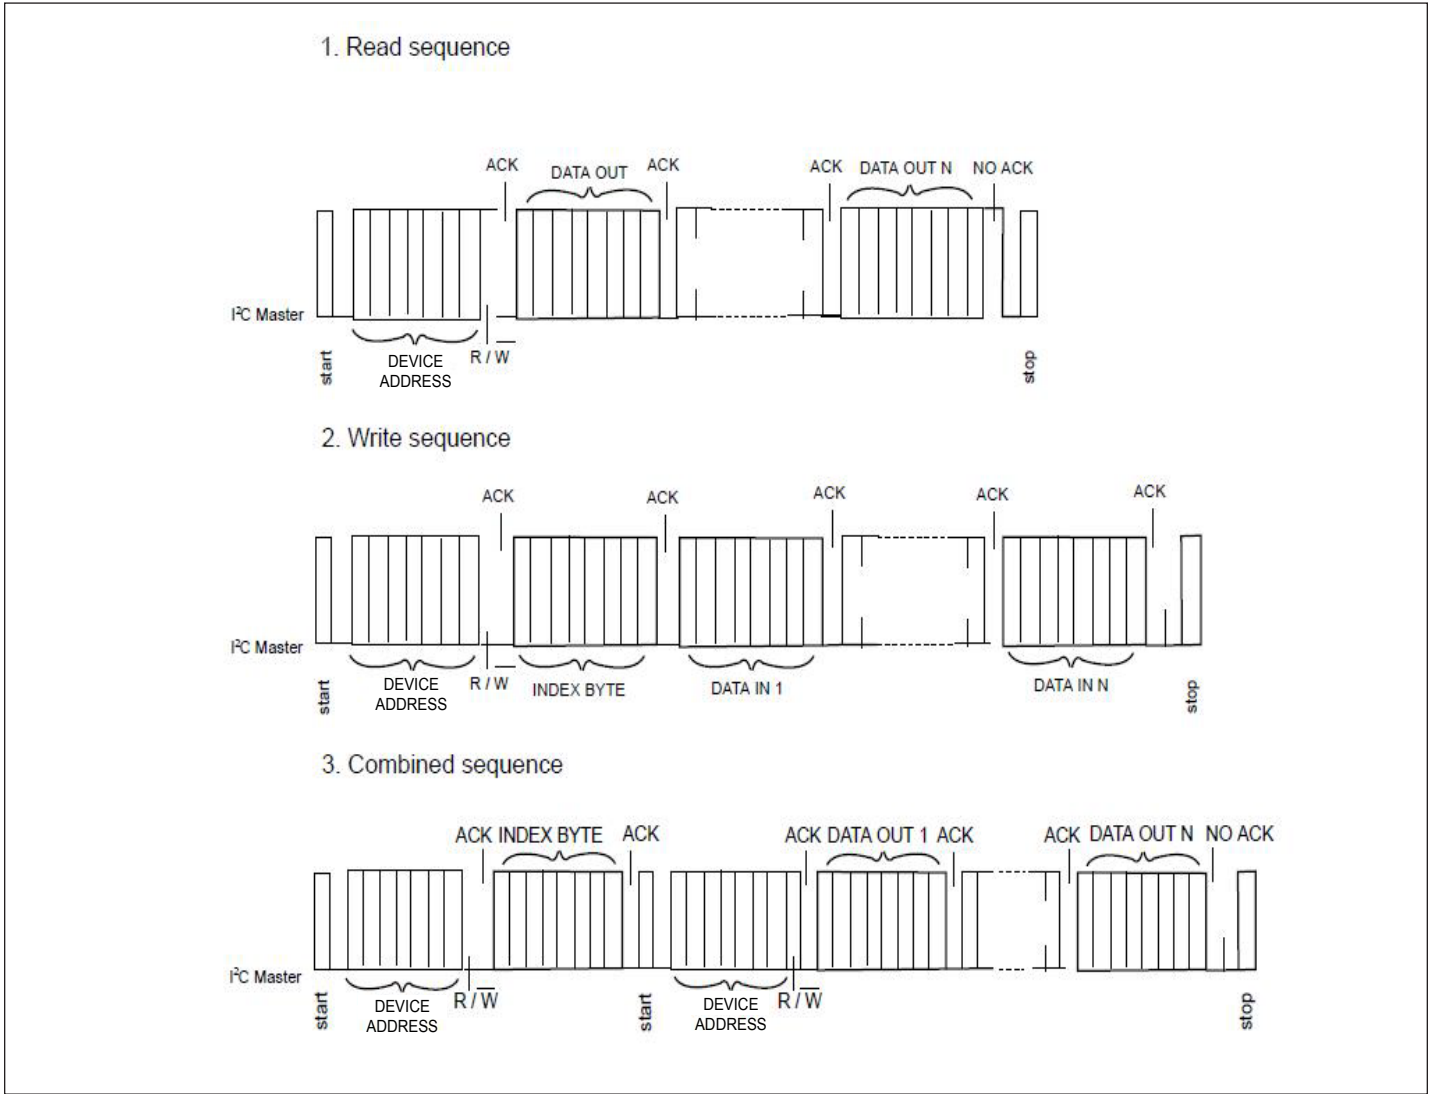 1. Read sequence
ACK DATA OUT ACK ACK DATA OUT N NO ACK
I²C Master
start DEVICE ADDRESS R / W stop
2. Write sequence
ACK ACK ACK ACK ACK
I²C Master
start DEVICE ADDRESS R / W INDEX BYTE DATA IN 1 DATA IN N stop
3. Combined sequence
ACK INDEX BYTE ACK ACK DATA OUT 1 ACK ACK DATA OUT N NO ACK
I²C Master
start DEVICE ADDRESS R / W start DEVICE ADDRESS R / W stop